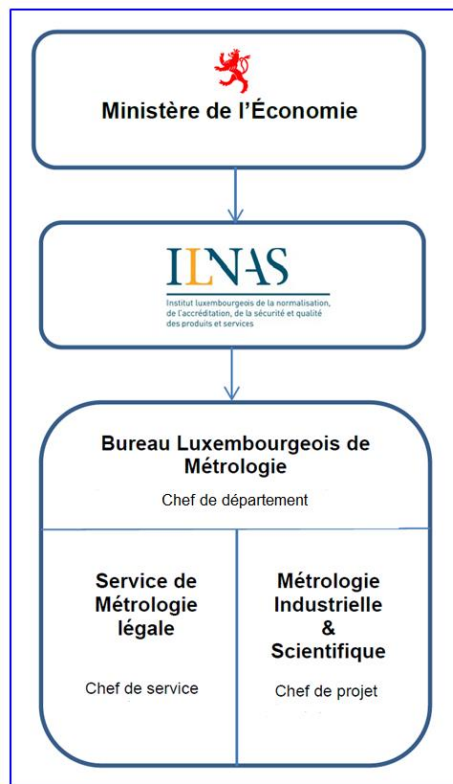 Ministère de l’Économie
ILNAS
Institut luxembourgeois de la normalisation,
de l'accréditation, de la sécurité et qualité
des produits et services
Bureau Luxembourgeois de
Métrologie
Chef de département
Service de
Métrologie
légale
Chef de service
Métrologie
Industrielle
&
Scientifique
Chef de projet